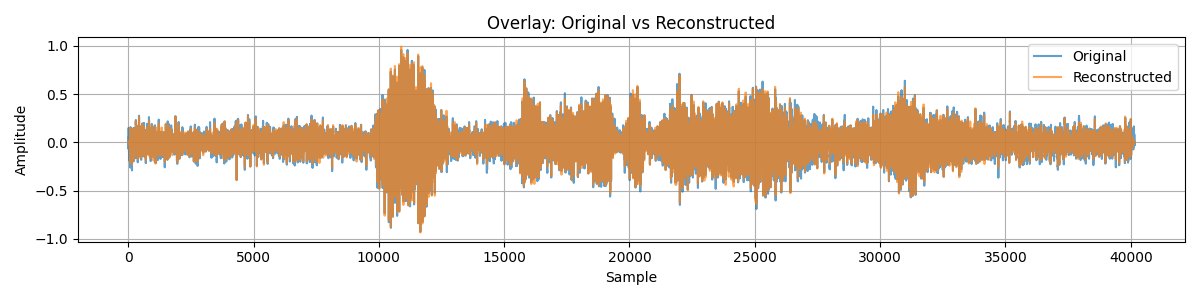 Overlay: Original vs Reconstructed
Original
Reconstructed
Amplitude
1.0
0.5
0.0
−0.5
−1.0
0 5000 10000 15000 20000 25000 30000 35000 40000
Sample